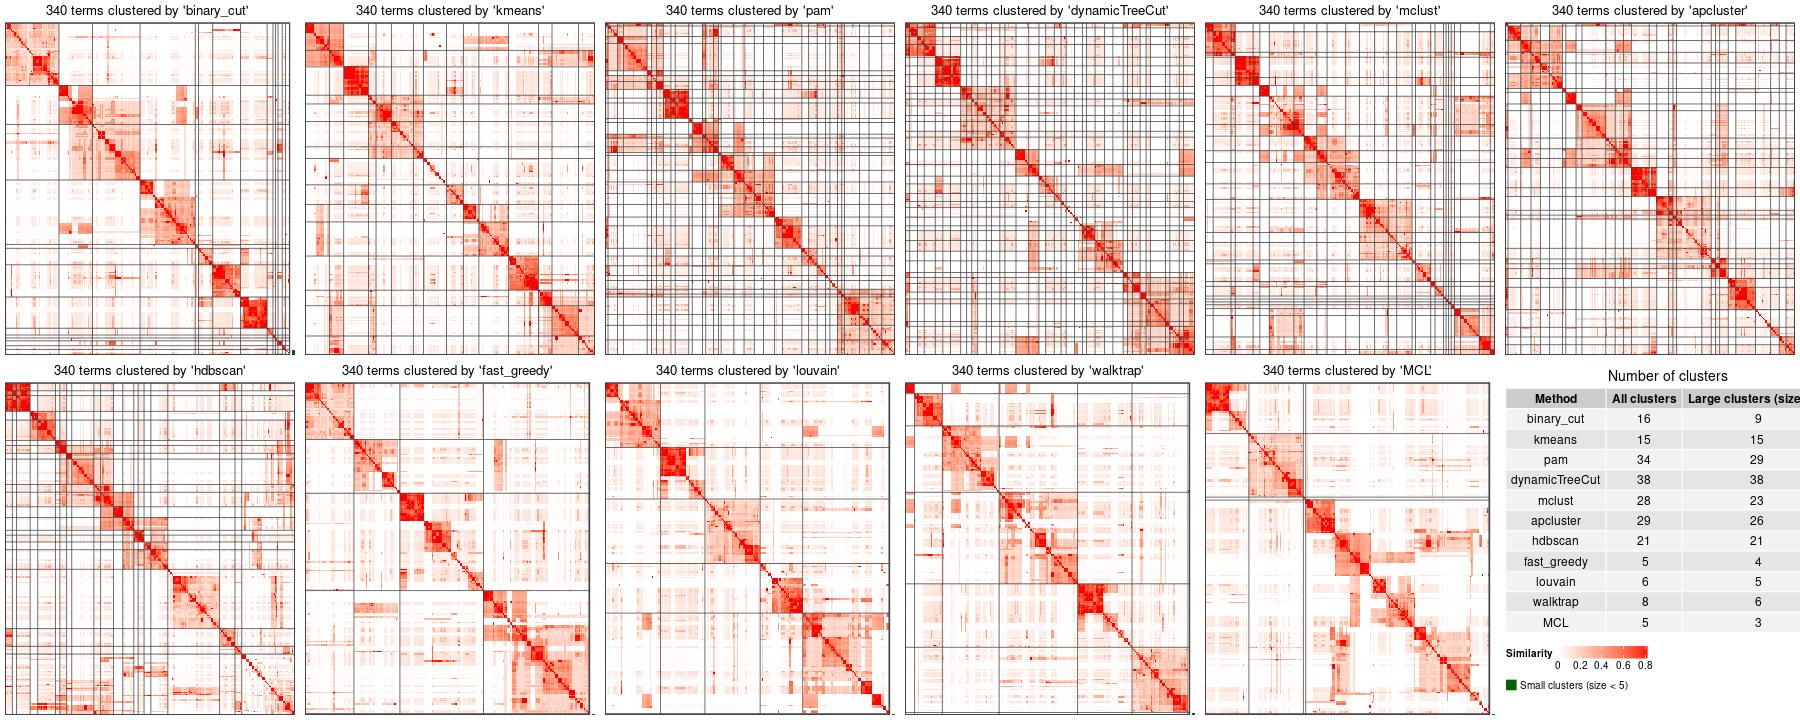 340 terms clustered by 'binary_cut'
340 terms clustered by 'kmeans'
340 terms clustered by 'pam'
340 terms clustered by 'dynamicTreeCut'
340 terms clustered by 'mclust'
340 terms clustered by 'apcluster'
340 terms clustered by 'hdbscan'
340 terms clustered by 'fast_greedy'
340 terms clustered by 'louvain'
340 terms clustered by 'walktrap'
340 terms clustered by 'MCL'
Number of clusters
Method All clusters Large clusters (size
binary_cut 16 9
kmeans 15 15
pam 34 29
dynamicTreeCut 38 38
mclust 28 23
apcluster 29 26
hdbscan 21 21
fast_greedy 5 4
louvain 6 5
walktrap 8 6
MCL 5 3
Similarity
0 0.2 0.4 0.6 0.8
Small clusters (size < 5)